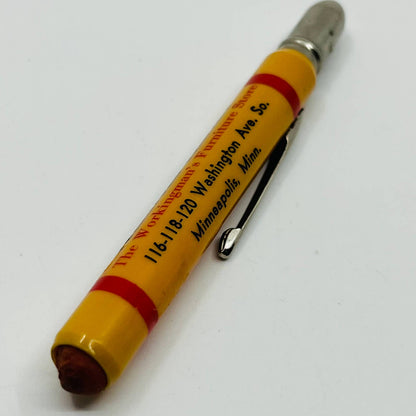 The Workingman's Furniture Store
116-118-120 Washington Ave. So.
Minneapolis, Minn.